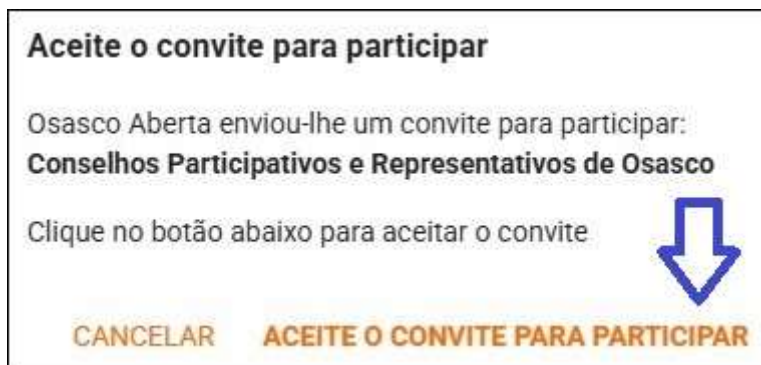 Aceite o convite para participar
Osasco Aberta enviou-lhe um convite para participar:
Conselhos Participativos e Representativos de Osasco
Clique no botão abaixo para aceitar o convite
CANCELAR ACEITE O CONVITE PARA PARTICIPAR